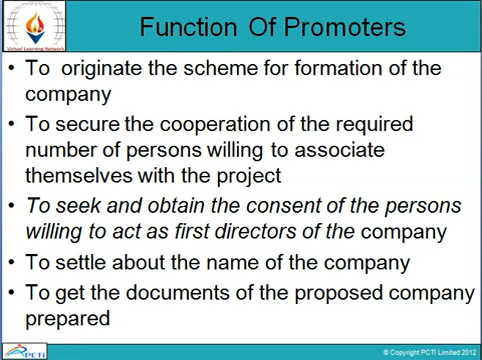 Function Of Promoters
Virtual Learning Network
• To originate the scheme for formation of the
company
• To secure the cooperation of the required
number of persons willing to associate
themselves with the project
• To seek and obtain the consent of the persons
willing to act as first directors of the company
• To settle about the name of the company
• To get the documents of the proposed company
prepared
PCTI
© Copyright PCTI Limited 2012